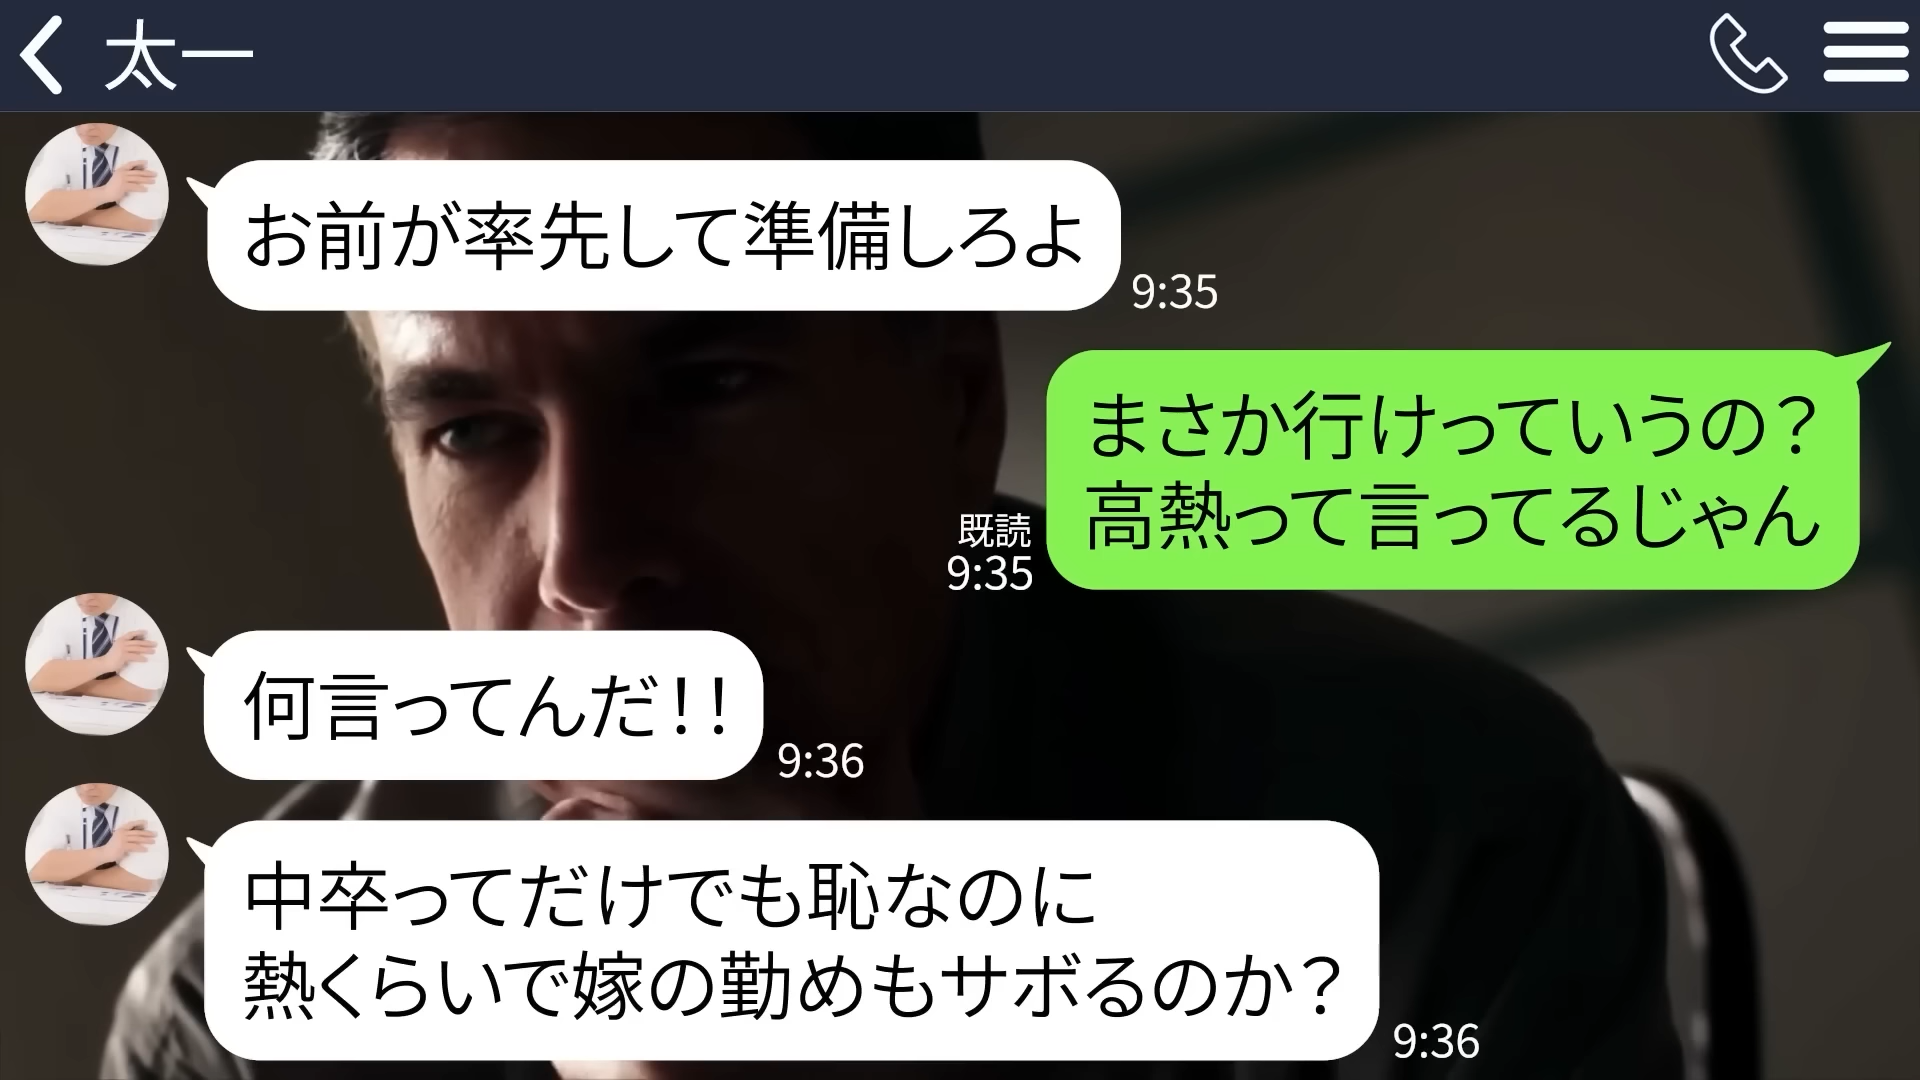 太一
お前が率先して準備しろよ
9:35
まさか行けっていうの？
高熱って言ってるじゃん
既読
9:35
何言ってんだ！！
9:36
中卒ってだけでも恥なのに
熱くらいで嫁の勤めもサボるのか？
9:36